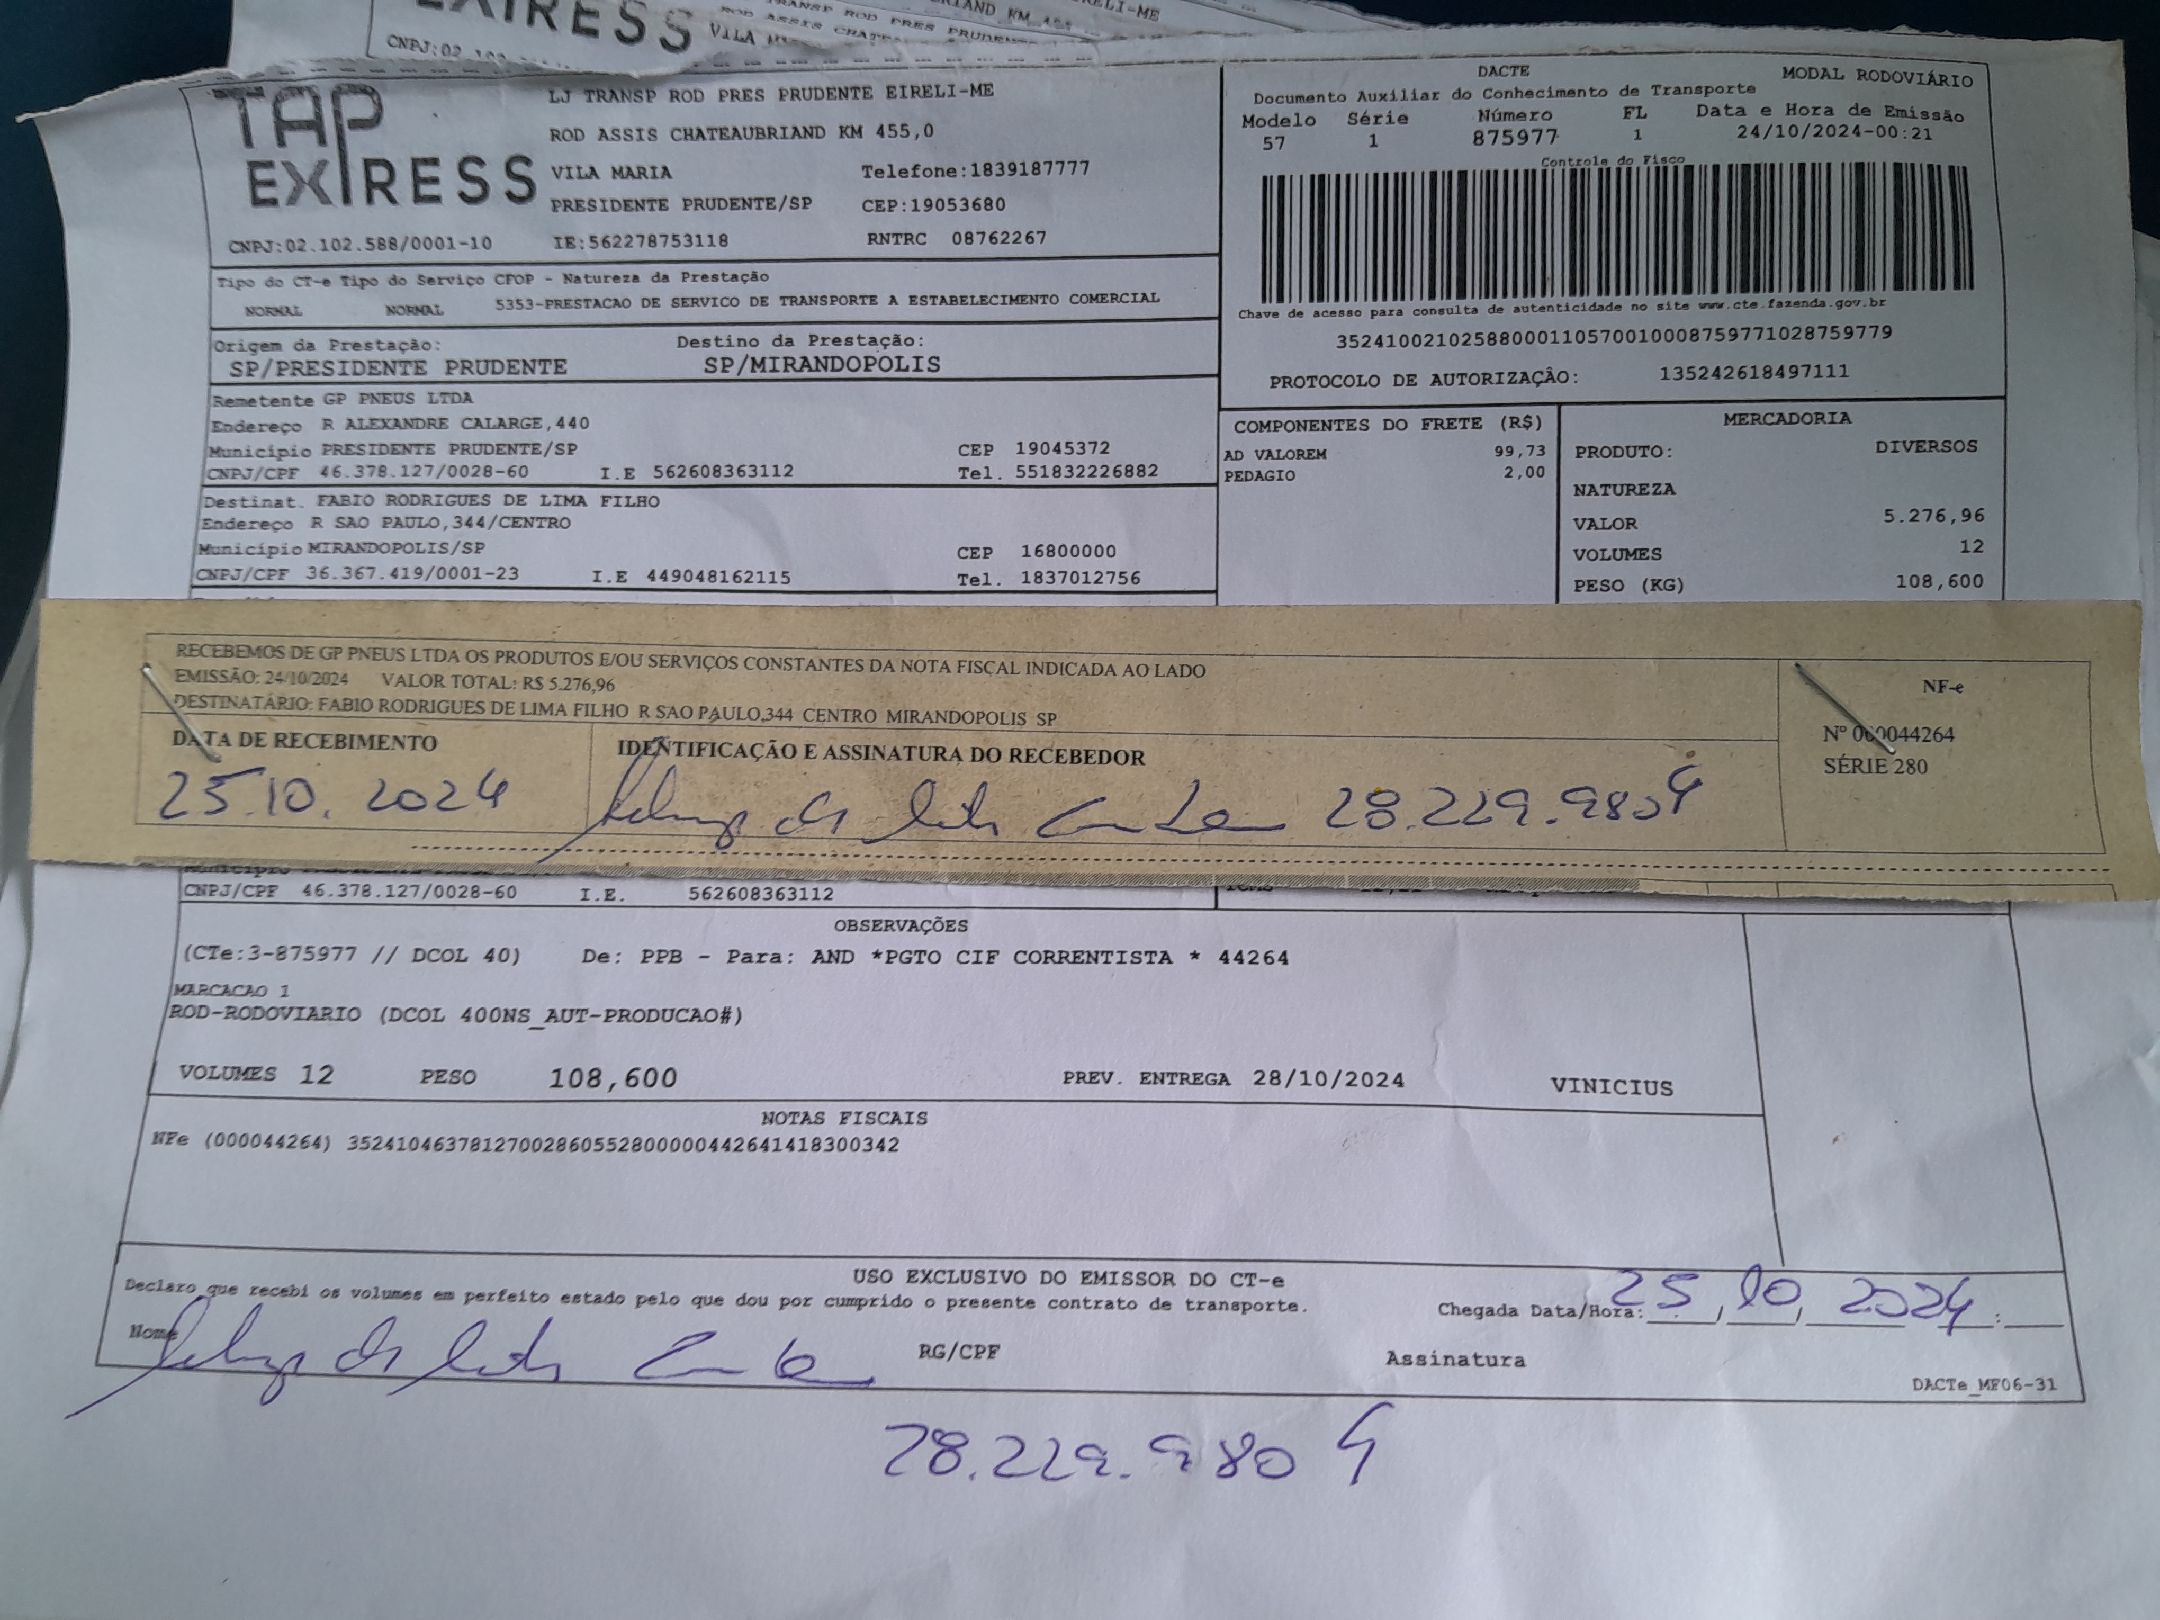 TAP
EXPRESS
LJ TRANSP ROD PRES PRUDENTE EIRELI-ME
ROD ASSIS CHATEAUBRIAND KM 455,0
VILA MARIA Telefone:1839187777
PRESIDENTE PRUDENTE/SP CEP:19053680
CNPJ:02.102.588/0001-10 IE:562278753118 RNTRC 08762267
DACTE MODAL RODOVIÁRIO
Documento Auxiliar do Conhecimento de Transporte
Modelo Série Número FL Data e Hora de Emissão
57 1 875977 1 24/10/2024-00:21
Controle do Fisco
Chave de acesso para consulta de autenticidade no site www.cte.fazenda.gov.br
35241002102588000110570010008759771028759779
PROTOCOLO DE AUTORIZAÇÃO: 135242618497111
Tipo do CT-e Tipo do Serviço CFOP - Natureza da Prestação
NORMAL NORMAL 5353-PRESTACAO DE SERVICO DE TRANSPORTE A ESTABELECIMENTO COMERCIAL
Origem da Prestação: Destino da Prestação:
SP/PRESIDENTE PRUDENTE SP/MIRANDOPOLIS
Remetente GP PNEUS LTDA
Endereço R ALEXANDRE CALARGE,440
Município PRESIDENTE PRUDENTE/SP CEP 19045372
CNPJ/CPF 46.378.127/0028-60 I.E 562608363112 Tel. 551832226882
Destinat. FABIO RODRIGUES DE LIMA FILHO
Endereço R SAO PAULO,344/CENTRO
Município MIRANDOPOLIS/SP CEP 16800000
CNPJ/CPF 36.367.419/0001-23 I.E 449048162115 Tel. 1837012756
COMPONENTES DO FRETE (R$)
AD VALOREM 99,73
PEDAGIO 2,00
MERCADORIA
PRODUTO: DIVERSOS
NATUREZA
VALOR 5.276,96
VOLUMES 12
PESO (KG) 108,600
RECEBEMOS DE GP PNEUS LTDA OS PRODUTOS E/OU SERVIÇOS CONSTANTES DA NOTA FISCAL INDICADA AO LADO
EMISSÃO: 24/10/2024 VALOR TOTAL: R$ 5.276,96
DESTINATÁRIO: FABIO RODRIGUES DE LIMA FILHO R SAO PAULO,344 CENTRO MIRANDOPOLIS SP
DATA DE RECEBIMENTO IDENTIFICAÇÃO E ASSINATURA DO RECEBEDOR
25.10.2024 28.229.980 4
NF-e
Nº 000044264
SÉRIE 280
CNPJ/CPF 46.378.127/0028-60 I.E. 562608363112
OBSERVAÇÕES
(CTe:3-875977 // DCOL 40) De: PPB - Para: AND *PGTO CIF CORRENTISTA * 44264
MARCACAO 1
ROD-RODOVIARIO (DCOL 400NS_AUT-PRODUCAO#)
VOLUMES 12 PESO 108,600 PREV. ENTREGA 28/10/2024 VINICIUS
NOTAS FISCAIS
NFe (000044264) 35241046378127002860552800000442641418300342
USO EXCLUSIVO DO EMISSOR DO CT-e
Declaro que recebi os volumes em perfeito estado pelo que dou por cumprido o presente contrato de transporte.
Chegada Data/Hora: 25/10/2024
Nome RG/CPF Assinatura
DACTe_MF06-31
28.229.980 4